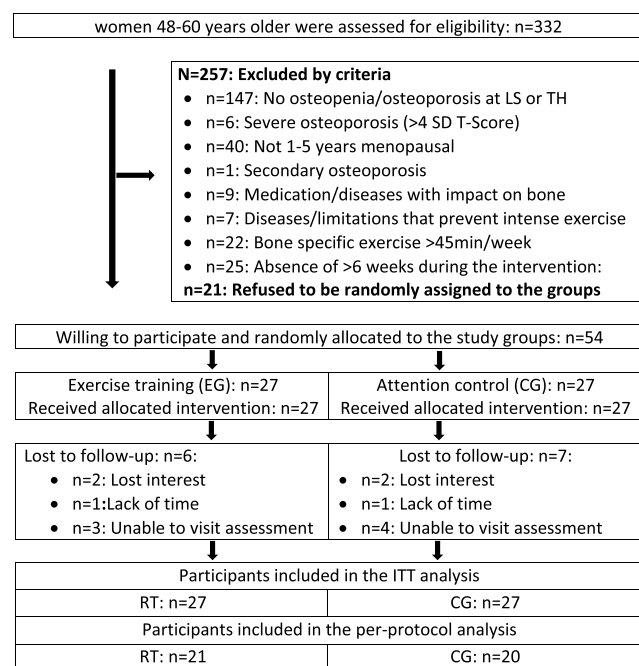 women 48-60 years older were assessed for eligibility: n=332
N=257: Excluded by criteria
• n=147: No osteopenia/osteoporosis at LS or TH
• n=6: Severe osteoporosis (>4 SD T-Score)
• n=40: Not 1-5 years menopausal
• n=1: Secondary osteoporosis
• n=9: Medication/diseases with impact on bone
• n=7: Diseases/limitations that prevent intense exercise
• n=22: Bone specific exercise >45min/week
• n=25: Absence of >6 weeks during the intervention:
n=21: Refused to be randomly assigned to the groups
Willing to participate and randomly allocated to the study groups: n=54
Exercise training (EG): n=27
Received allocated intervention: n=27
Attention control (CG): n=27
Received allocated intervention: n=27
Lost to follow-up: n=6:
• n=2: Lost interest
• n=1:Lack of time
• n=3: Unable to visit assessment
Lost to follow-up: n=7:
• n=2: Lost interest
• n=1: Lack of time
• n=4: Unable to visit assessment
Participants included in the ITT analysis
RT: n=27
CG: n=27
Participants included in the per-protocol analysis
RT: n=21
CG: n=20